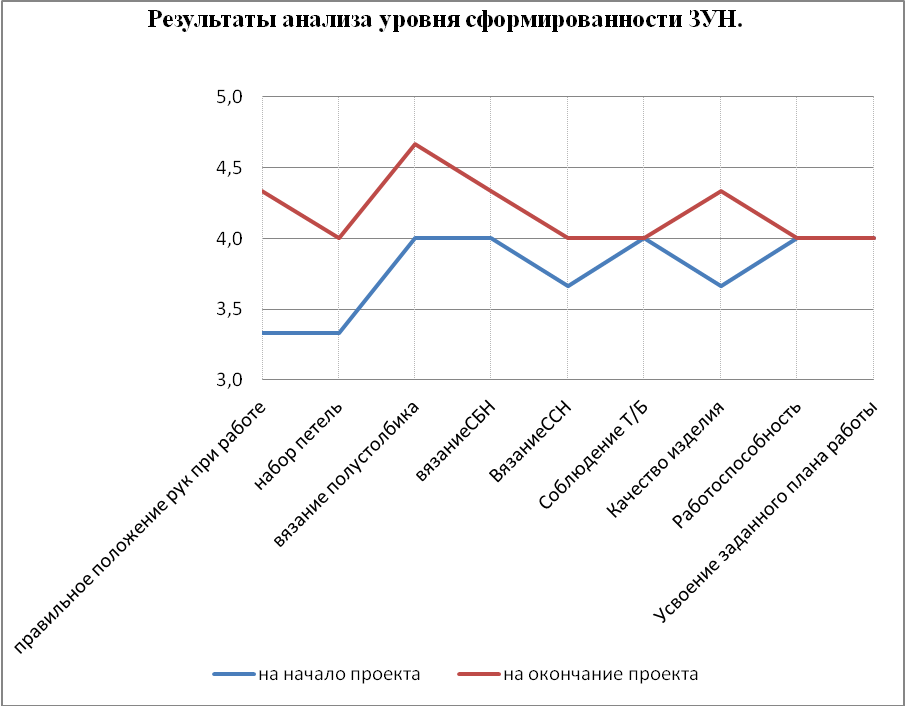 Результаты анализа уровня сформированности ЗУН.
5,0
4,5
4,0
3,5
3,0
правильное положение рук при работе
набор петель
вязание полустолбика
вязаниеСБН
ВязаниеССН
Соблюдение Т/Б
Качество изделия
Работоспособность
Усвоение заданного плана работы
на начало проекта
на окончание проекта